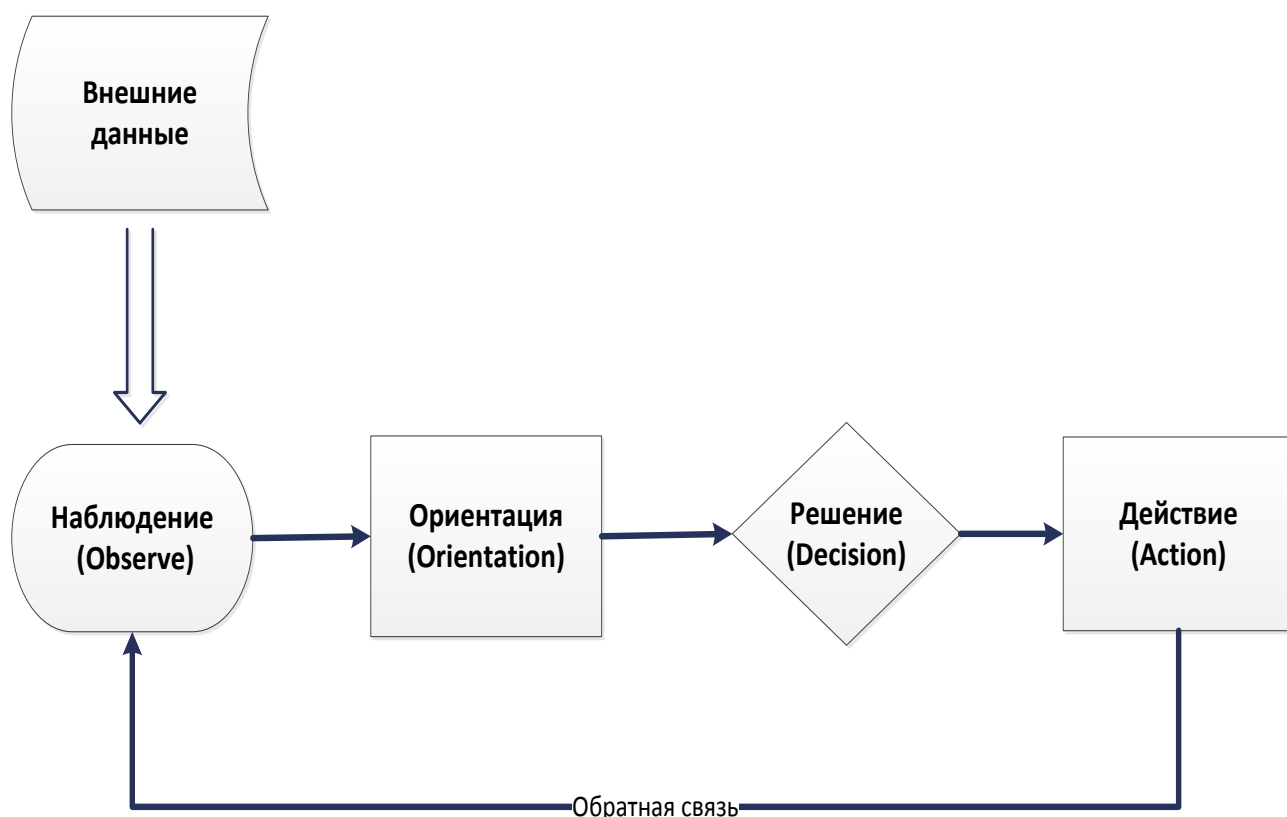 Внешние
данные
Наблюдение
(Observe)
Ориентация
(Orientation)
Решение
(Decision)
Действие
(Action)
Обратная связь